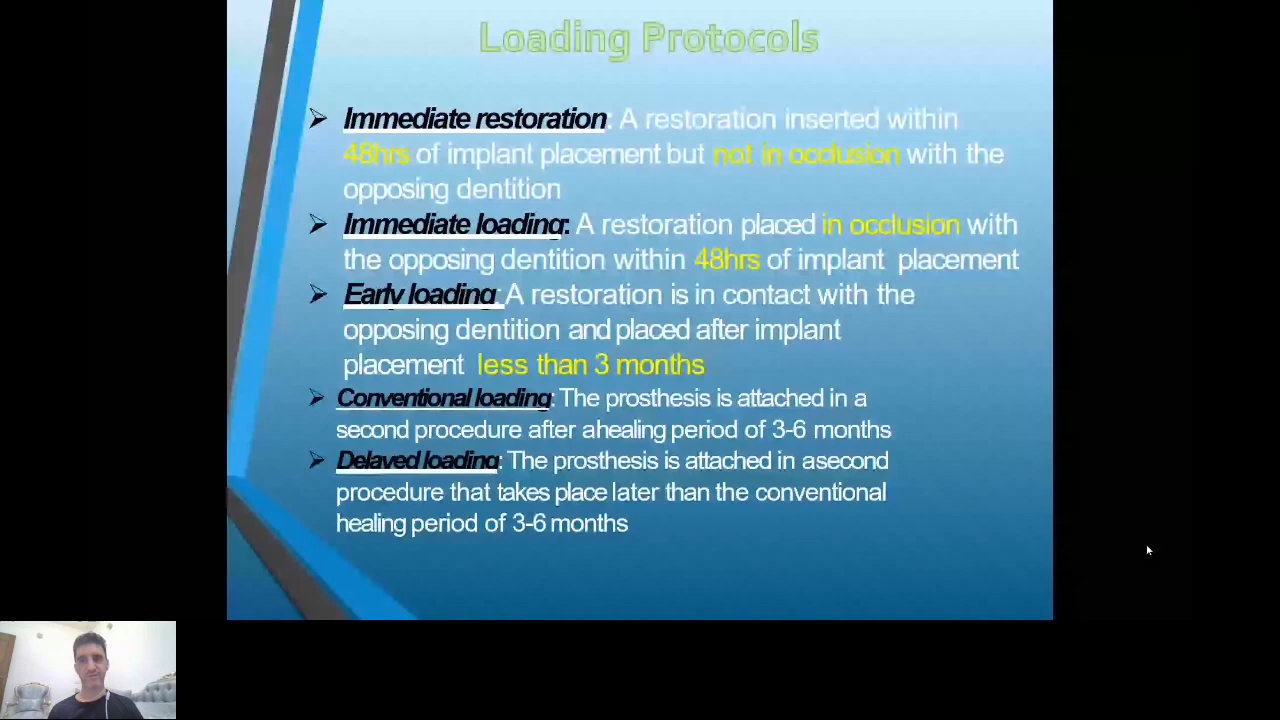 Loading Protocols
Immediate restoration: A restoration inserted within
48hrs of implant placement but not in occlusion with the
opposing dentition
Immediate loading: A restoration placed in occlusion with
the opposing dentition within 48hrs of implant placement
Early loading: A restoration is in contact with the
opposing dentition and placed after implant
placement less than 3 months
Conventional loading: The prosthesis is attached in a
second procedure after ahealing period of 3-6 months
Delayed loading: The prosthesis is attached in asecond
procedure that takes place later than the conventional
healing period of 3-6 months